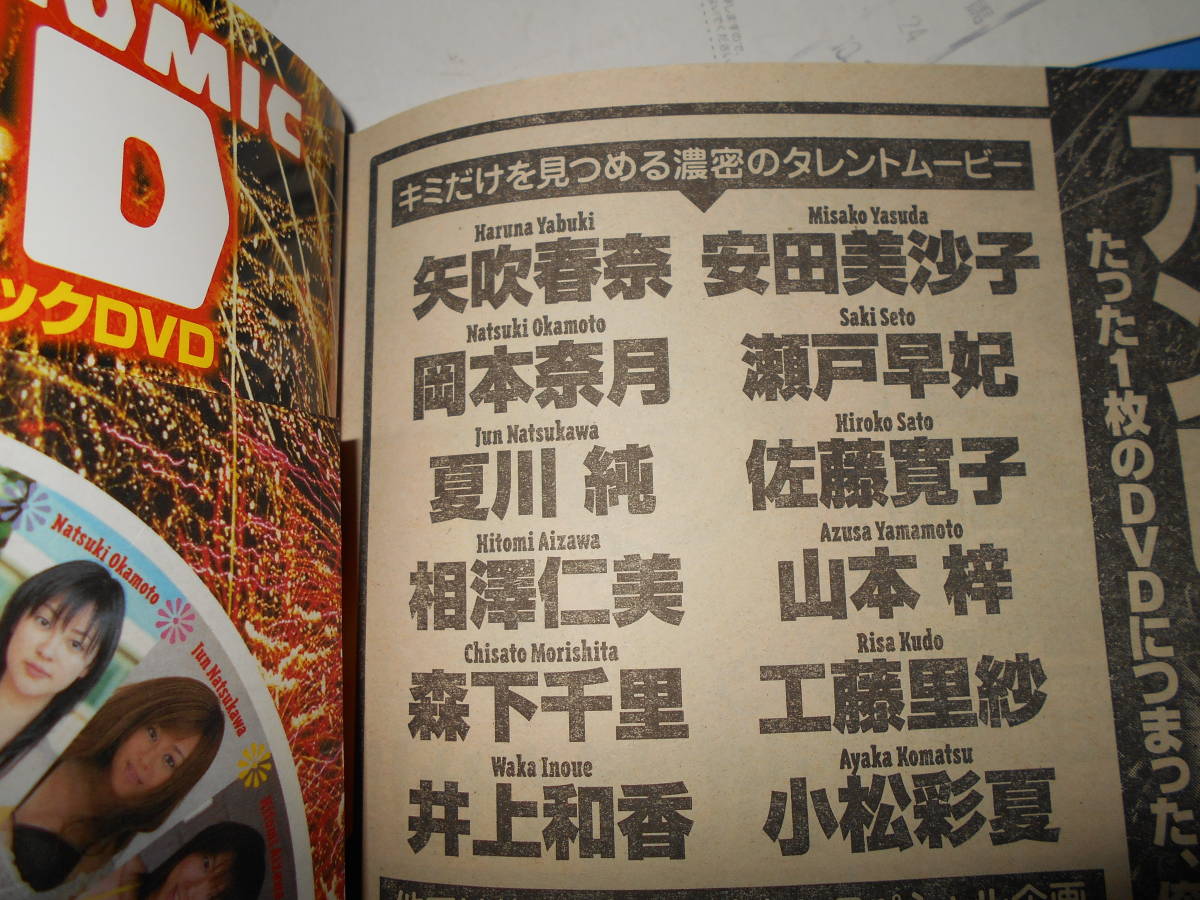 OMIC
D
ックDVD
Natsuki Okamoto
Jun Natsukawa
キミだけを見つめる濃密のタレントムービー
Haruna Yabuki
矢吹春奈
Misako Yasuda
安田美沙子
Natsuki Okamoto
岡本奈月
Saki Seto
瀬戸早妃
Jun Natsukawa
夏川 純
Hiroko Sato
佐藤寛子
Hitomi Aizawa
相澤仁美
Azusa Yamamoto
山本 梓
Chisato Morishita
森下千里
Risa Kudo
工藤里紗
Waka Inoue
井上和香
Ayaka Komatsu
小松彩夏
たった1枚のDVDにつまった、
24